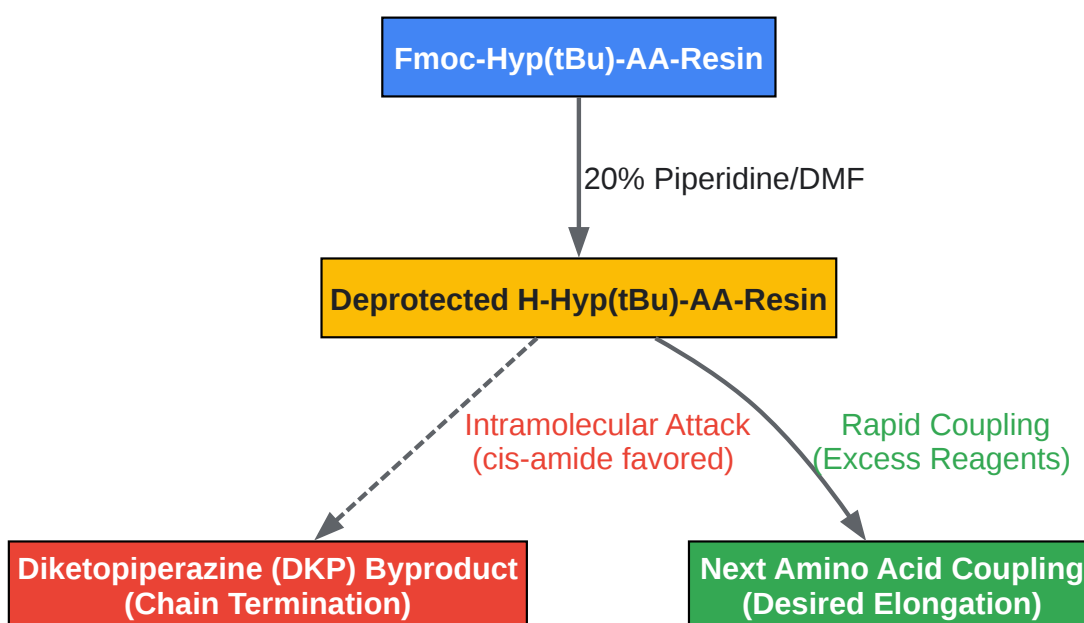 Fmoc-Hyp(tBu)-AA-Resin
20% Piperidine/DMF
Deprotected H-Hyp(tBu)-AA-Resin
Intramolecular Attack
(cis-amide favored)
Rapid Coupling
(Excess Reagents)
Diketopiperazine (DKP) Byproduct
(Chain Termination)
Next Amino Acid Coupling
(Desired Elongation)